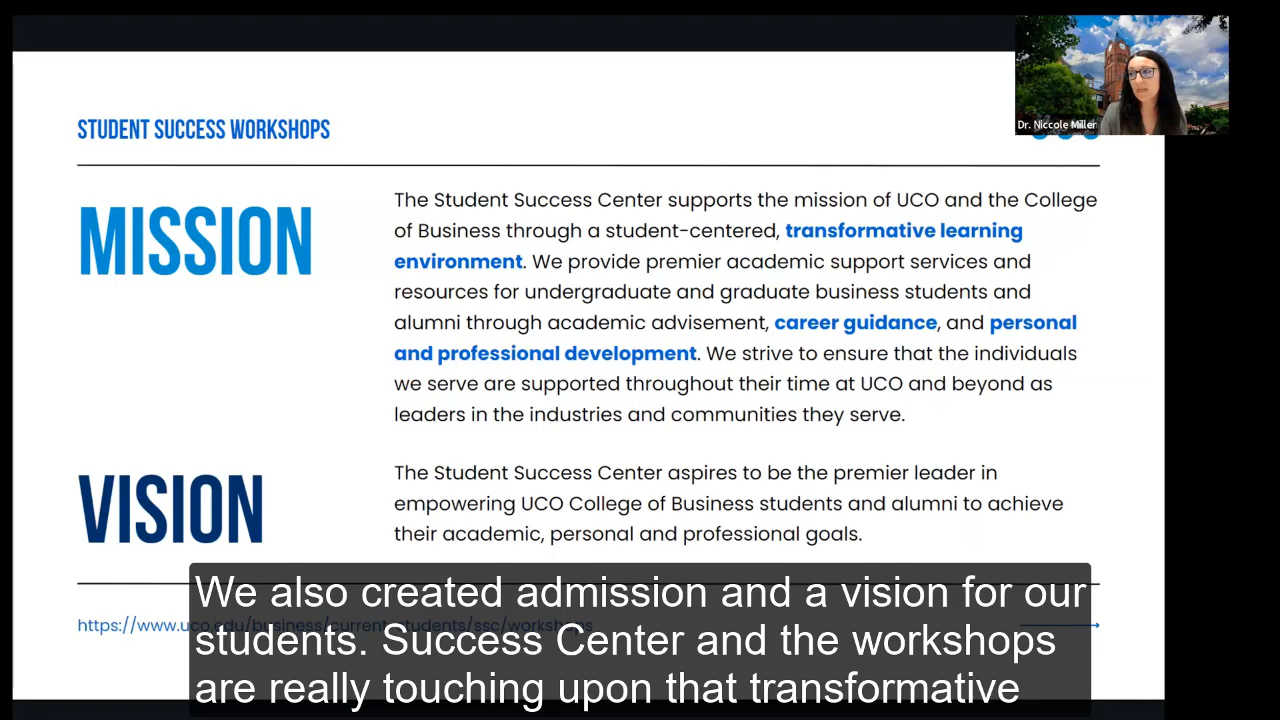 STUDENT SUCCESS WORKSHOPS
Dr. Niccole Miller
MISSION
The Student Success Center supports the mission of UCO and the College
of Business through a student-centered, transformative learning
environment. We provide premier academic support services and
resources for undergraduate and graduate business students and
alumni through academic advisement, career guidance, and personal
and professional development. We strive to ensure that the individuals
we serve are supported throughout their time at UCO and beyond as
leaders in the industries and communities they serve.
VISION
The Student Success Center aspires to be the premier leader in
empowering UCO College of Business students and alumni to achieve
their academic, personal and professional goals.
https://www.uco.edu/business/current_students/ssc/workshops
We also created admission and a vision for our
students. Success Center and the workshops
are really touching upon that transformative